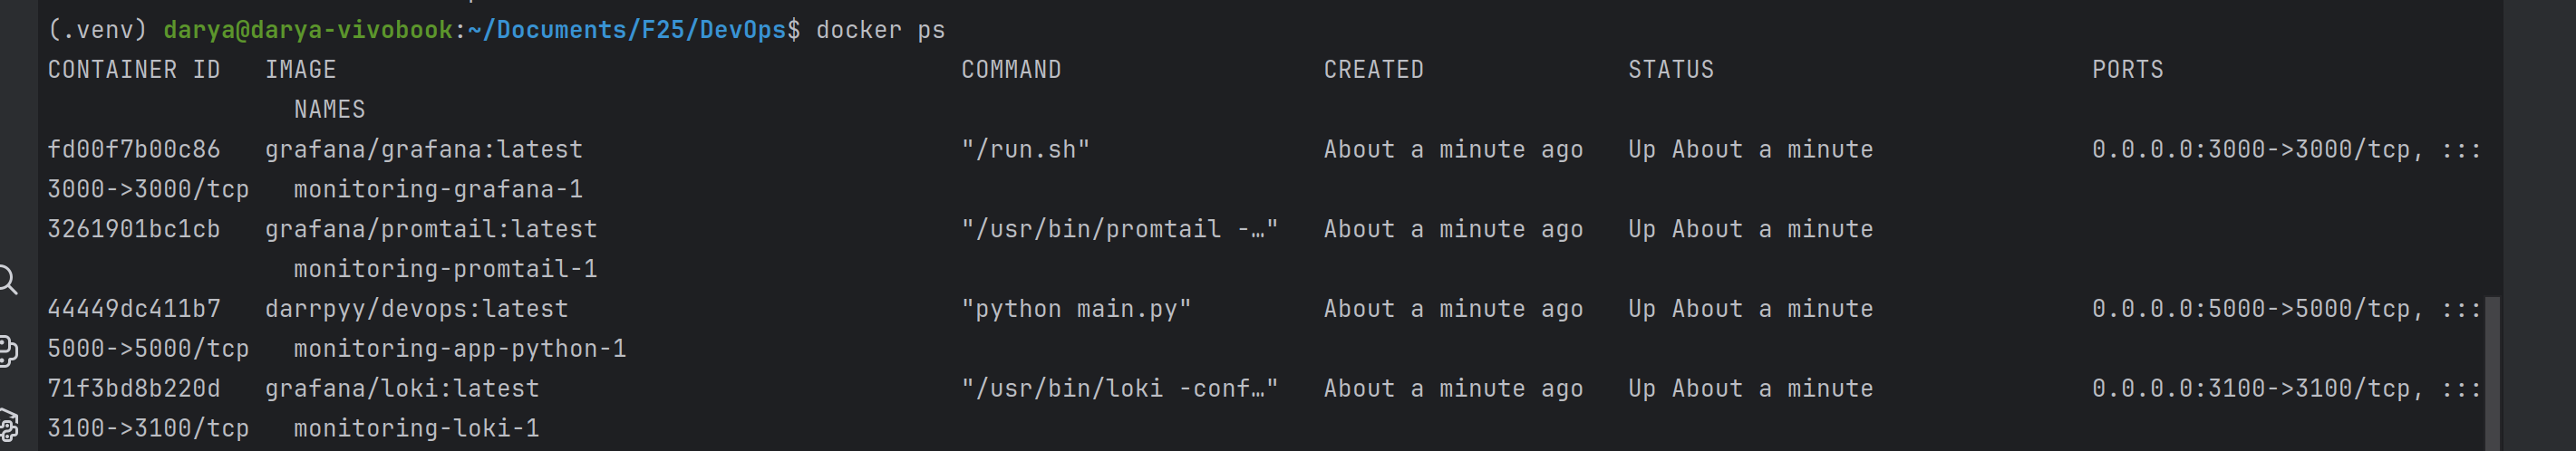 (.venv) darya@darya-vivobook:~/Documents/F25/DevOps$ docker ps
CONTAINER ID   IMAGE                                           COMMAND                  CREATED              STATUS                          PORTS
                 NAMES
fd00f7b00c86   grafana/grafana:latest                          "/run.sh"                About a minute ago   Up About a minute               0.0.0.0:3000->3000/tcp, :::
3000->3000/tcp   monitoring-grafana-1
3261901bc1cb   grafana/promtail:latest                         "/usr/bin/promtail -…"   About a minute ago   Up About a minute
                 monitoring-promtail-1
44449dc411b7   darrpyy/devops:latest                           "python main.py"         About a minute ago   Up About a minute               0.0.0.0:5000->5000/tcp, :::
5000->5000/tcp   monitoring-app-python-1
71f3bd8b220d   grafana/loki:latest                             "/usr/bin/loki -conf…"   About a minute ago   Up About a minute               0.0.0.0:3100->3100/tcp, :::
3100->3100/tcp   monitoring-loki-1